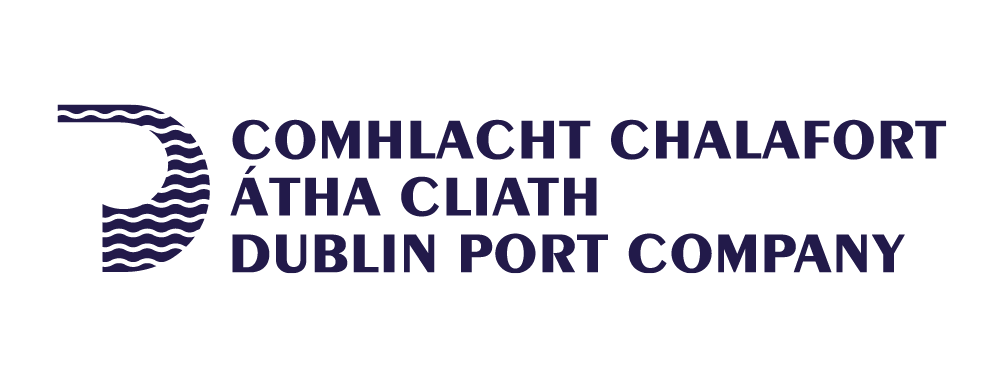 COMHLACHT CHALAFORT
ÁTHA CLIATH
DUBLIN PORT COMPANY